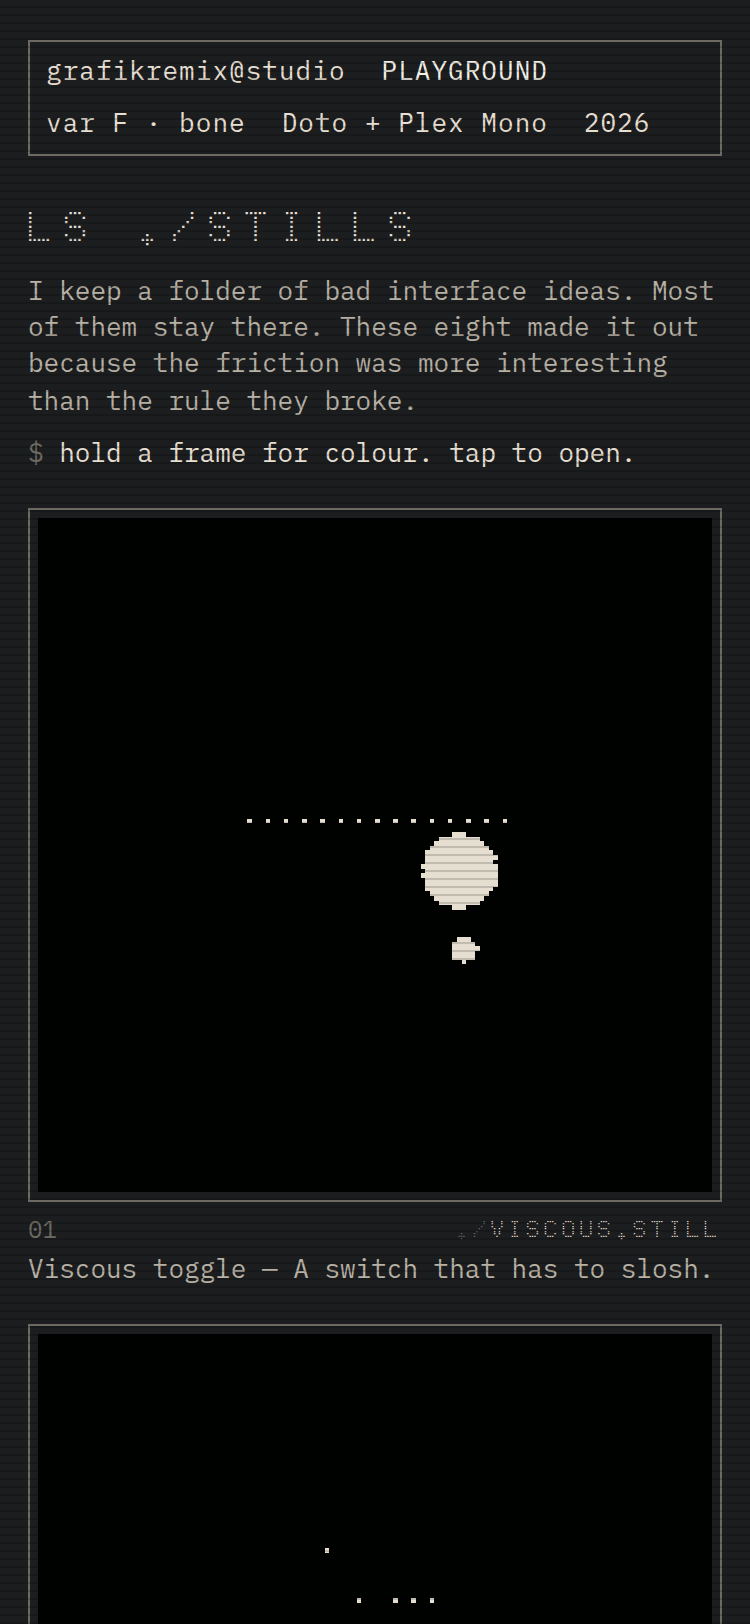 grafikremix@studio PLAYGROUND
var F · bone Doto + Plex Mono 2026
LS ./STILLS
I keep a folder of bad interface ideas. Most
of them stay there. These eight made it out
because the friction was more interesting
than the rule they broke.
$ hold a frame for colour. tap to open.
01 ./VISCOUS.STILL
Viscous toggle — A switch that has to slosh.